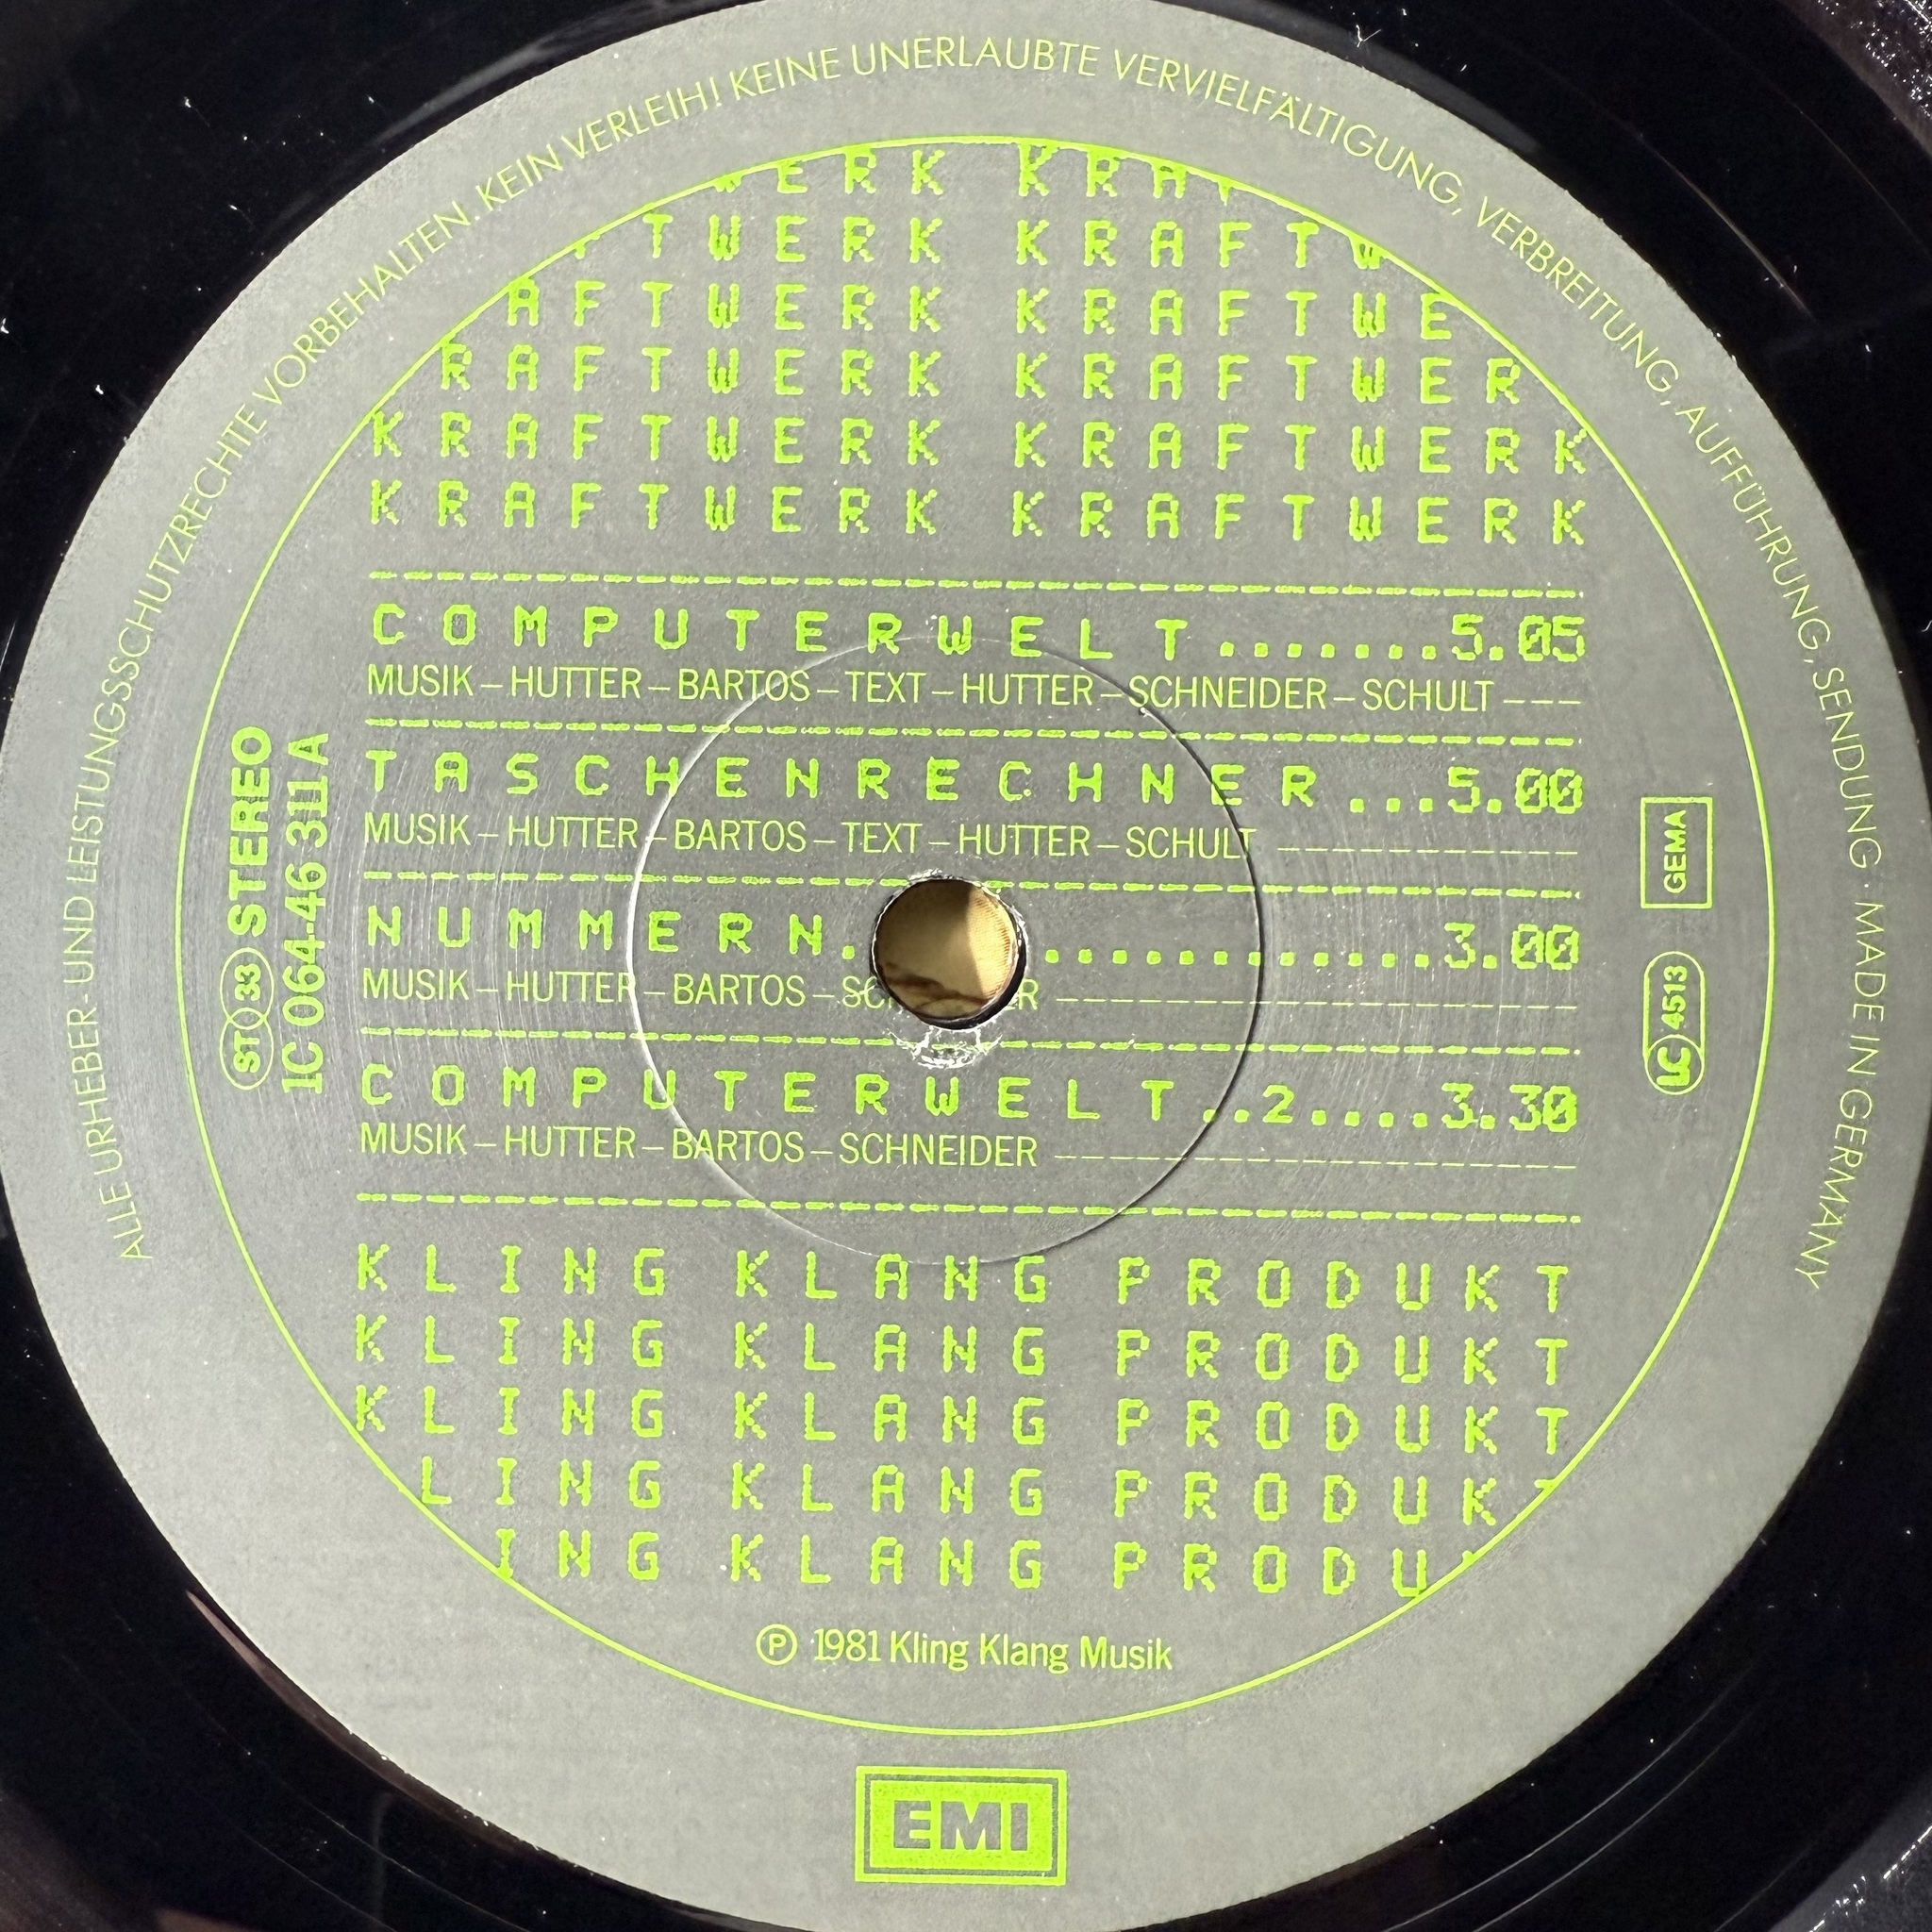 ALLE URHEBER- UND LEISTUNGSSCHUTZRECHTE VORBEHALTEN. KEIN VERLEIH! KEINE UNERLAUBTE VERVIELFÄLTIGUNG, VERBREITUNG, AUFFÜHRUNG, SENDUNG · MADE IN GERMANY
WERK KRAF
TWERK KRAFTW
AFTWERK KRAFTWE
RAFTWERK KRAFTWER
KRAFTWERK KRAFTWERK
KRAFTWERK KRAFTWERK
COMPUTERWELT.......5.05
MUSIK – HUTTER – BARTOS – TEXT – HUTTER – SCHNEIDER – SCHULT – – –
TASCHENRECHNER...5.00
MUSIK – HUTTER – BARTOS – TEXT – HUTTER – SCHULT
NUMMERN. ............3.00
MUSIK – HUTTER – BARTOS –
COMPUTERWELT..2....3.30
MUSIK – HUTTER – BARTOS – SCHNEIDER
KLING KLANG PRODUKT
KLING KLANG PRODUKT
KLING KLANG PRODUKT
LING KLANG PRODUKT
ING KLANG PRODU
Ⓟ 1981 Kling Klang Musik
EMI
ST 33 STEREO
1C 064-46 311 A
GEMA
LC 4513